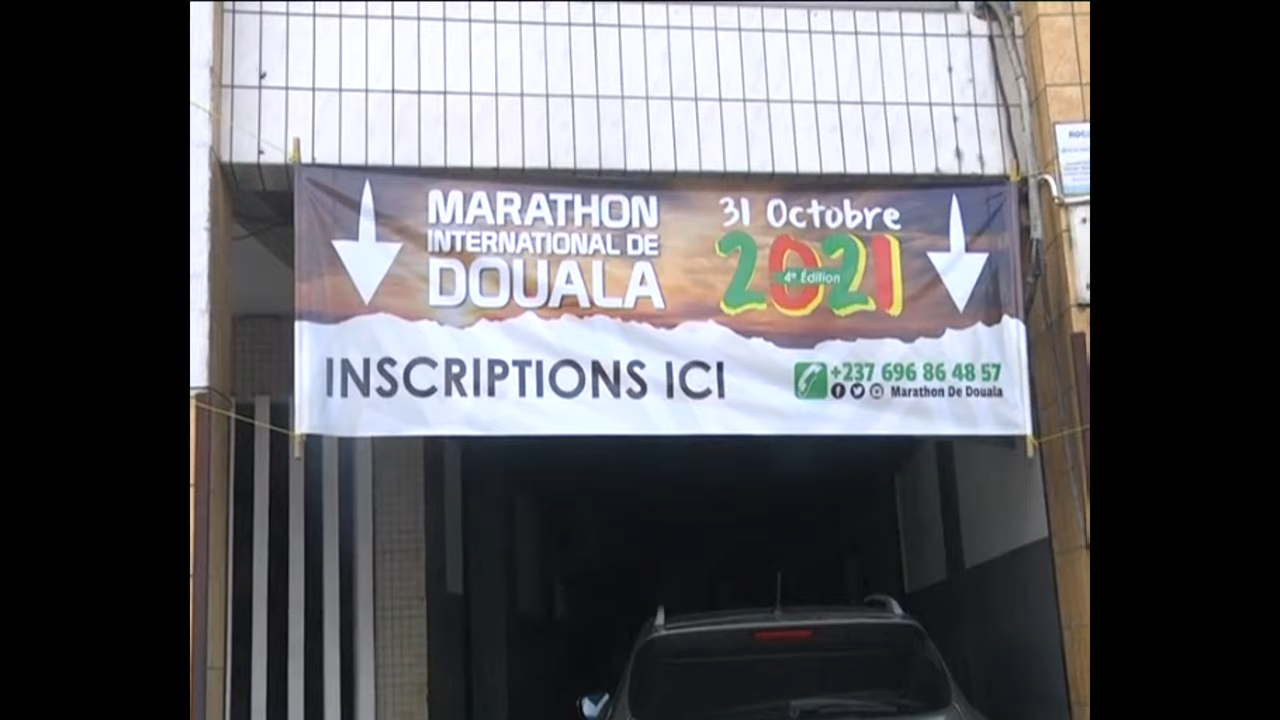 MARATHON
INTERNATIONAL DE
DOUALA
31 Octobre
2021
4e Édition
INSCRIPTIONS ICI
+237 696 86 48 57
Marathon De Douala